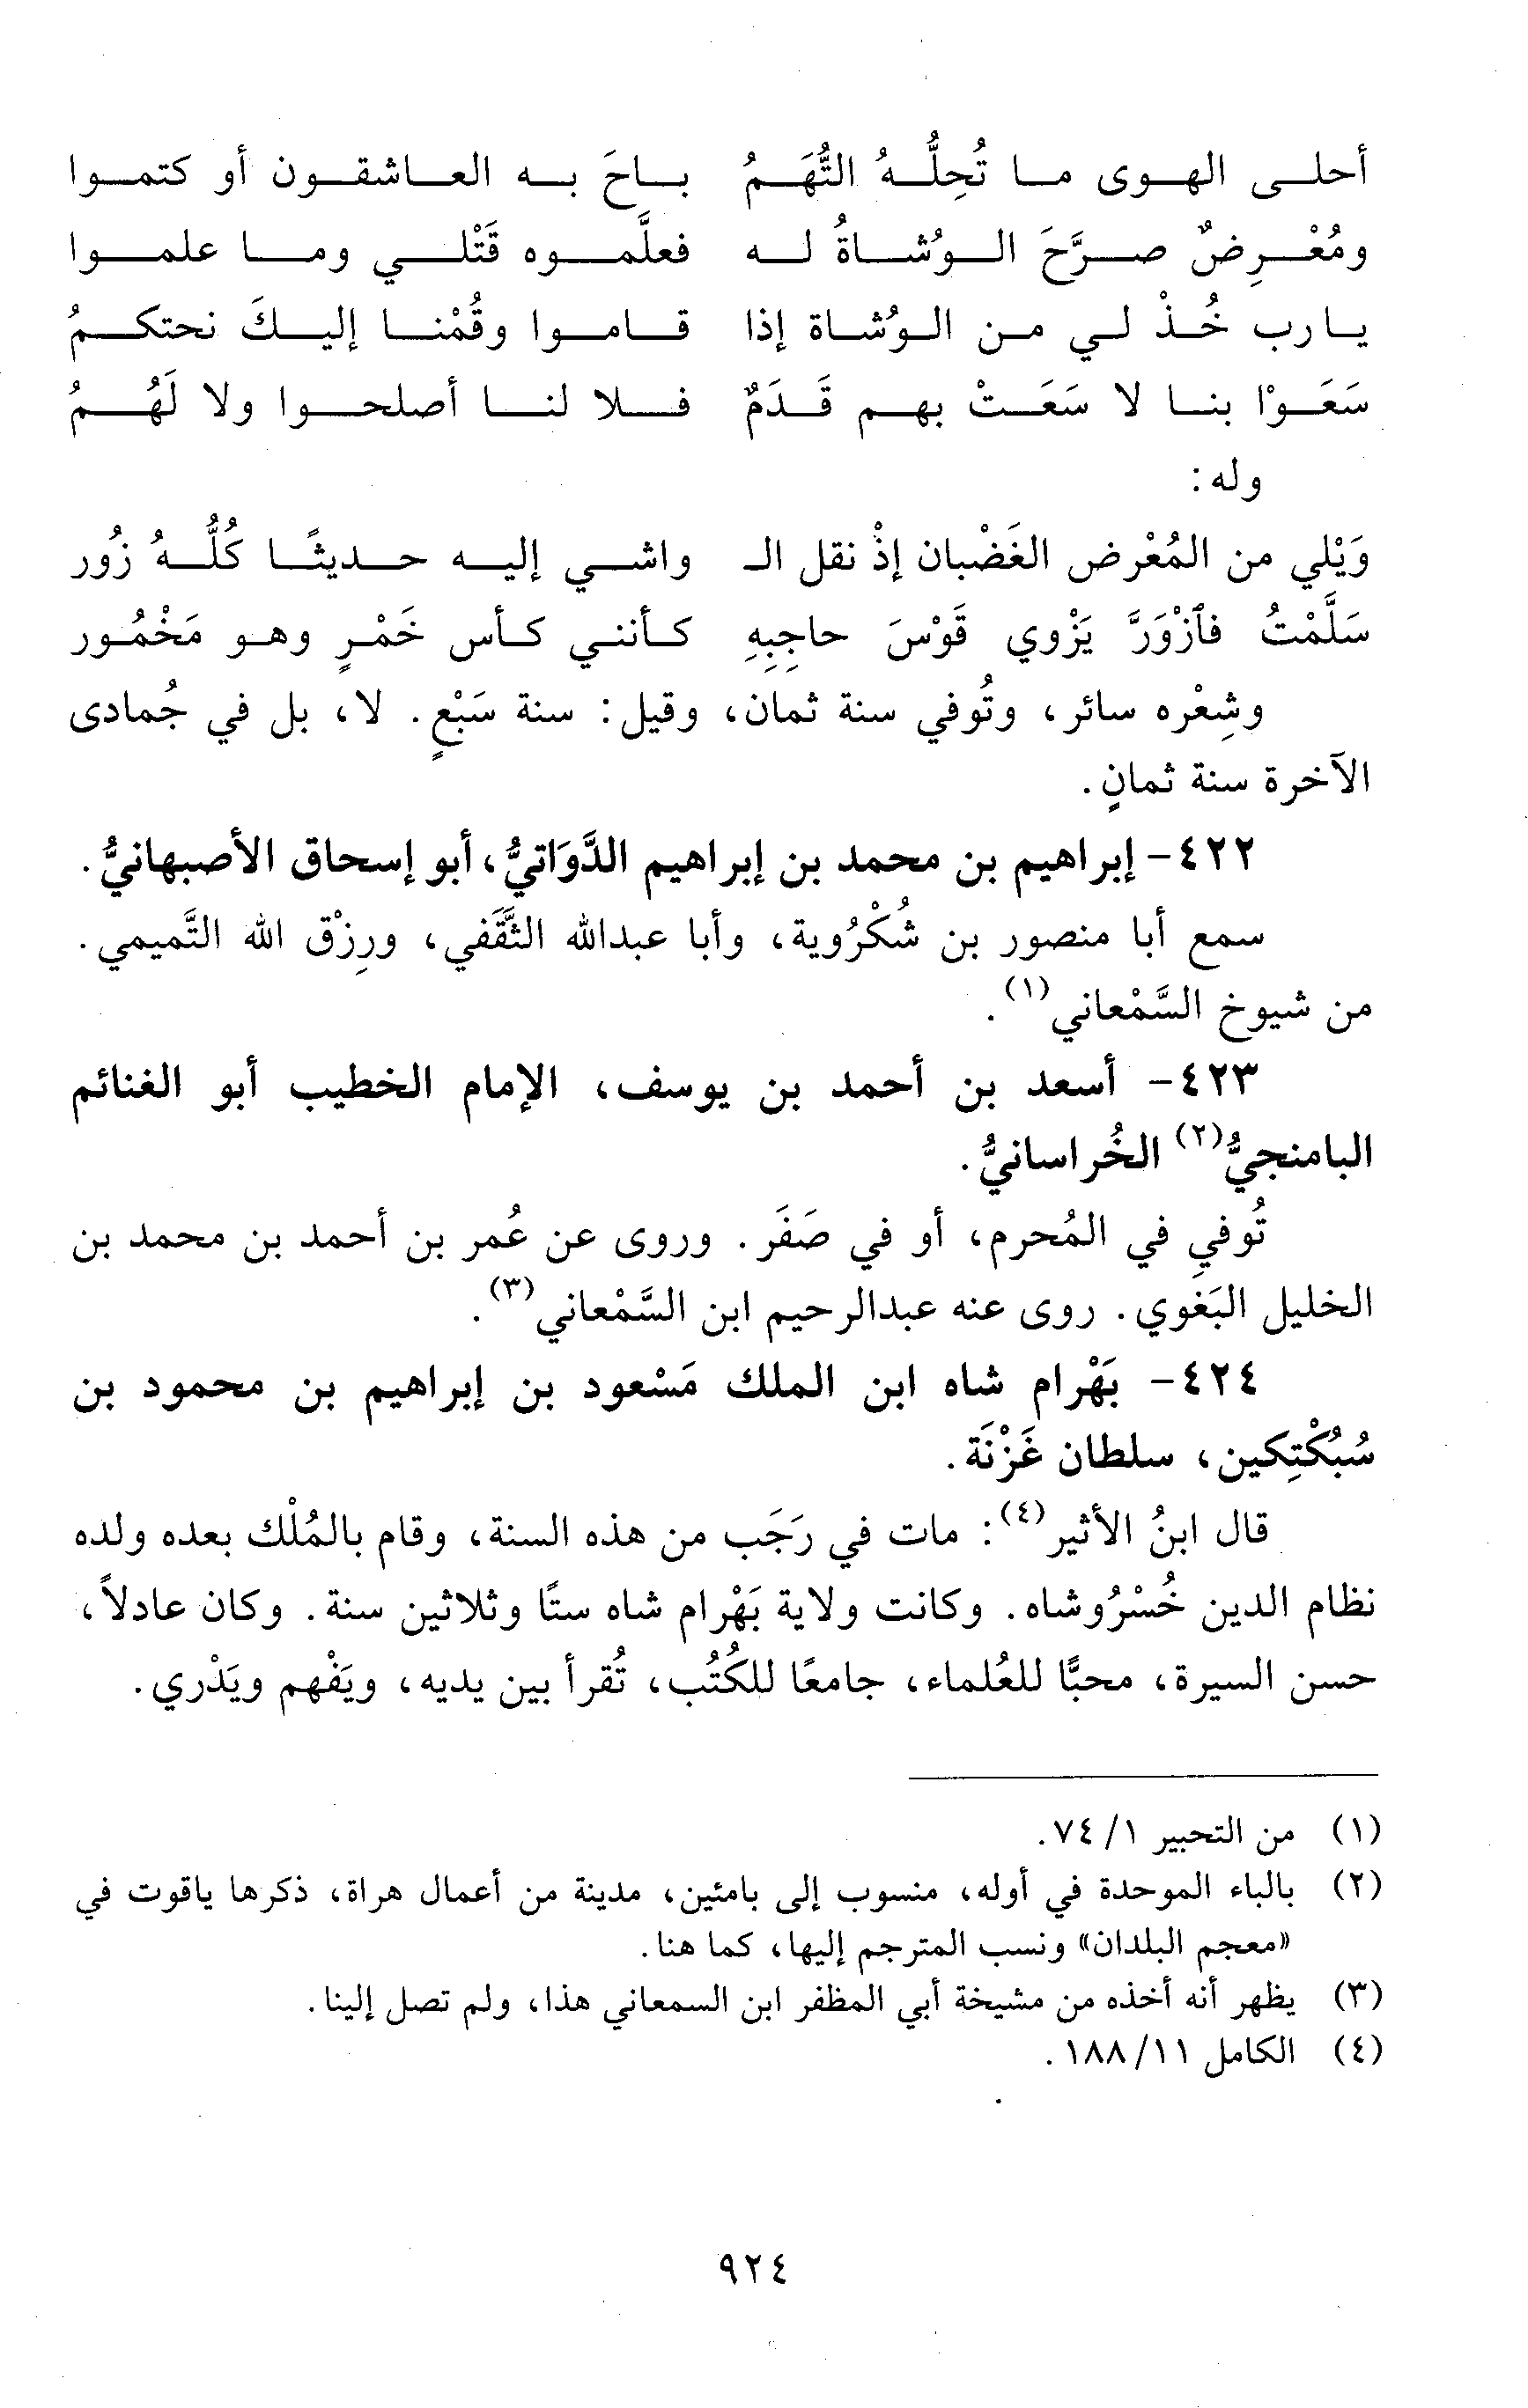 أحلى الهوى ما تُحِلُّهُ التُّهَمُ باحَ به العاشقون أو كتموا
ومُعْرِضٌ صرَّحَ الوُشاةُ له فعلَّموه قَتْلي وما علموا
يارب خُذْ لي من الوُشاة إذا قاموا وقُمْنا إليكَ نحتكمُ
سَعَوْا بنا لا سَعَتْ بهم قَدَمٌ فلا لنا أصلحوا ولا لَهُمُ
وله:
وَيْلي من المُعْرض الغَضْبان إذْ نقل الـ واشي إليه حديثًا كُلُّهُ زُور
سَلَّمْتُ فٱزْوَرَّ يَزْوي قَوْسَ حاجِبِهِ كأنني كأس خَمْرٍ وهو مَخْمُور
وشِعْره سائر، وتُوفي سنة ثمان، وقيل: سنة سَبْعٍ. لا، بل في جُمادى
الآخرة سنة ثمانٍ.
٤٢٢- إبراهيم بن محمد بن إبراهيم الدَّوَاتيُّ، أبو إسحاق الأصبهانيُّ.
سمع أبا منصور بن شُكْرُوية، وأبا عبدالله الثَّقَفي، ورِزْق الله التَّميمي.
من شيوخ السَّمْعاني(١).
٤٢٣- أسعد بن أحمد بن يوسف، الإمام الخطيب أبو الغنائم
البامنجيُّ(٢) الخُراسانيُّ.
تُوفيِ في المُحرم، أو في صَفَر. وروى عن عُمر بن أحمد بن محمد بن
الخليل البَغوي. روى عنه عبدالرحيم ابن السَّمْعاني(٣).
٤٢٤- بَهْرام شاه ابن الملك مَسْعود بن إبراهيم بن محمود بن
سُبُكْتِكين، سلطان غَزْنَة.
قال ابنُ الأثير(٤): مات في رَجَب من هذه السنة، وقام بالمُلْك بعده ولده
نظام الدين خُسْرُوشاه. وكانت ولاية بَهْرام شاه ستًا وثلاثين سنة. وكان عادلاً،
حسن السيرة، محبًّا للعُلماء، جامعًا للكُتُب، تُقرأ بين يديه، ويَفْهم ويَدْري.
(١) من التحبير ١/ ٧٤.
(٢) بالباء الموحدة في أوله، منسوب إلى بامئين، مدينة من أعمال هراة، ذكرها ياقوت في
«معجم البلدان» ونسب المترجم إليها، كما هنا.
(٣) يظهر أنه أخذه من مشيخة أبي المظفر ابن السمعاني هذا، ولم تصل إلينا.
(٤) الكامل ١١/ ١٨٨.
٩٢٤